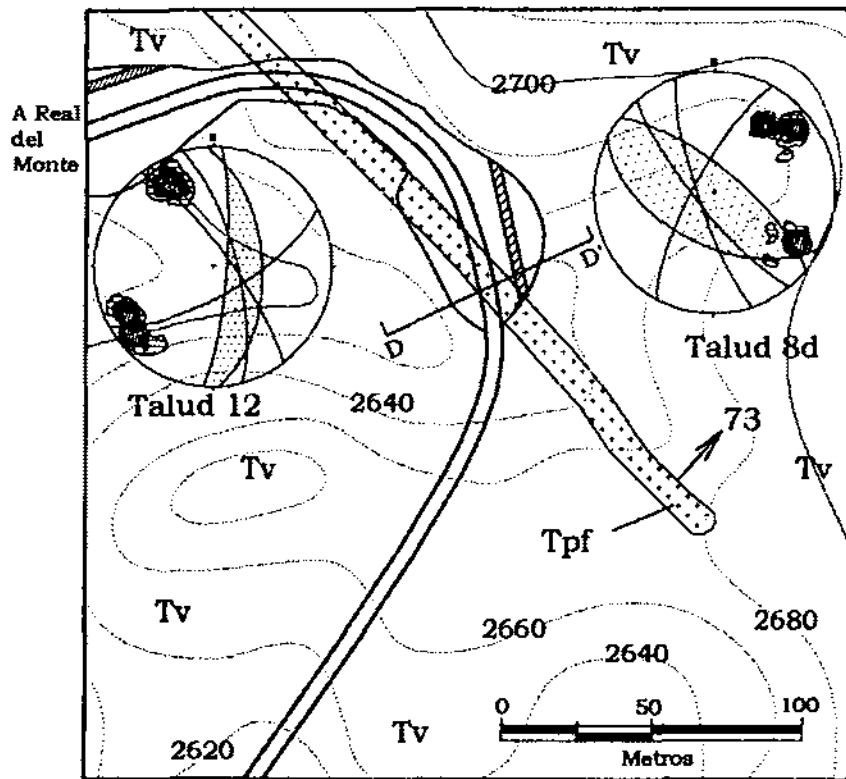 Tv
Tv
2700
A Real
del
Monte
D'
D
Talud 8d
Talud 12
2640
73
Tv
Tv
Tpf
Tv
2660
2680
2640
0 50 100
Tv
2620
Metros